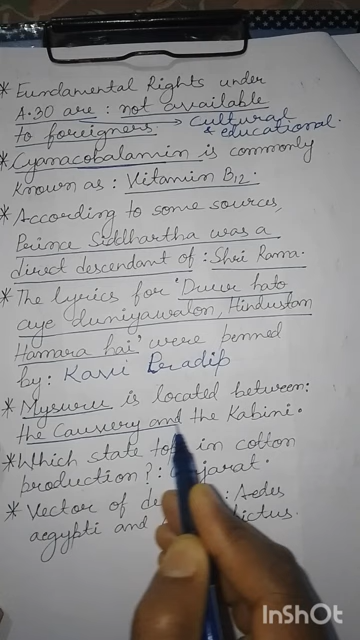 * Fundamental Rights under
A.30 are : not available
to foreigners. → cultural
& educational.
* Cyanacobalamin is commonly
known as : Vitamin B12.
* According to some sources,
Prince Siddhartha was a
direct descendant of : Shri Rama.
* The lyrics for 'Duur hato
aye duniyawalon, Hindustan
Hamara hai' were penned
by : Kavi Pradip
* Mysuru is located between:
the Cauvery and the Kabini.
* Which state in cotton
production? : Gujarat.
* Vector of : Aedes
aegypti and
InShOt